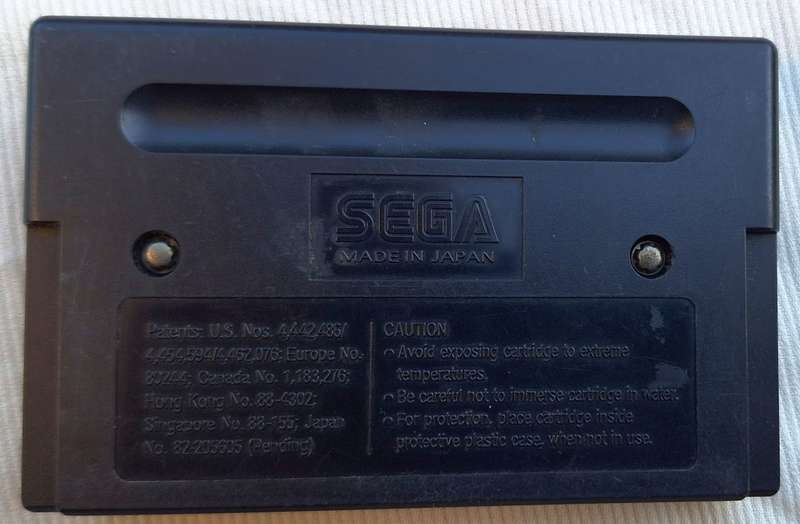 SEGA
MADE IN JAPAN
Patents: U.S. Nos. 4,442,486/
4,454,594/4,462,076; Europe No.
80244; Canada No. 1,183,276;
Hong Kong No. 88-4302;
Singapore No. 88-155; Japan
No. 82-205605 (Pending)
CAUTION
• Avoid exposing cartridge to extreme
temperatures.
• Be careful not to immerse cartridge in water.
• For protection, place cartridge inside
protective plastic case, when not in use.